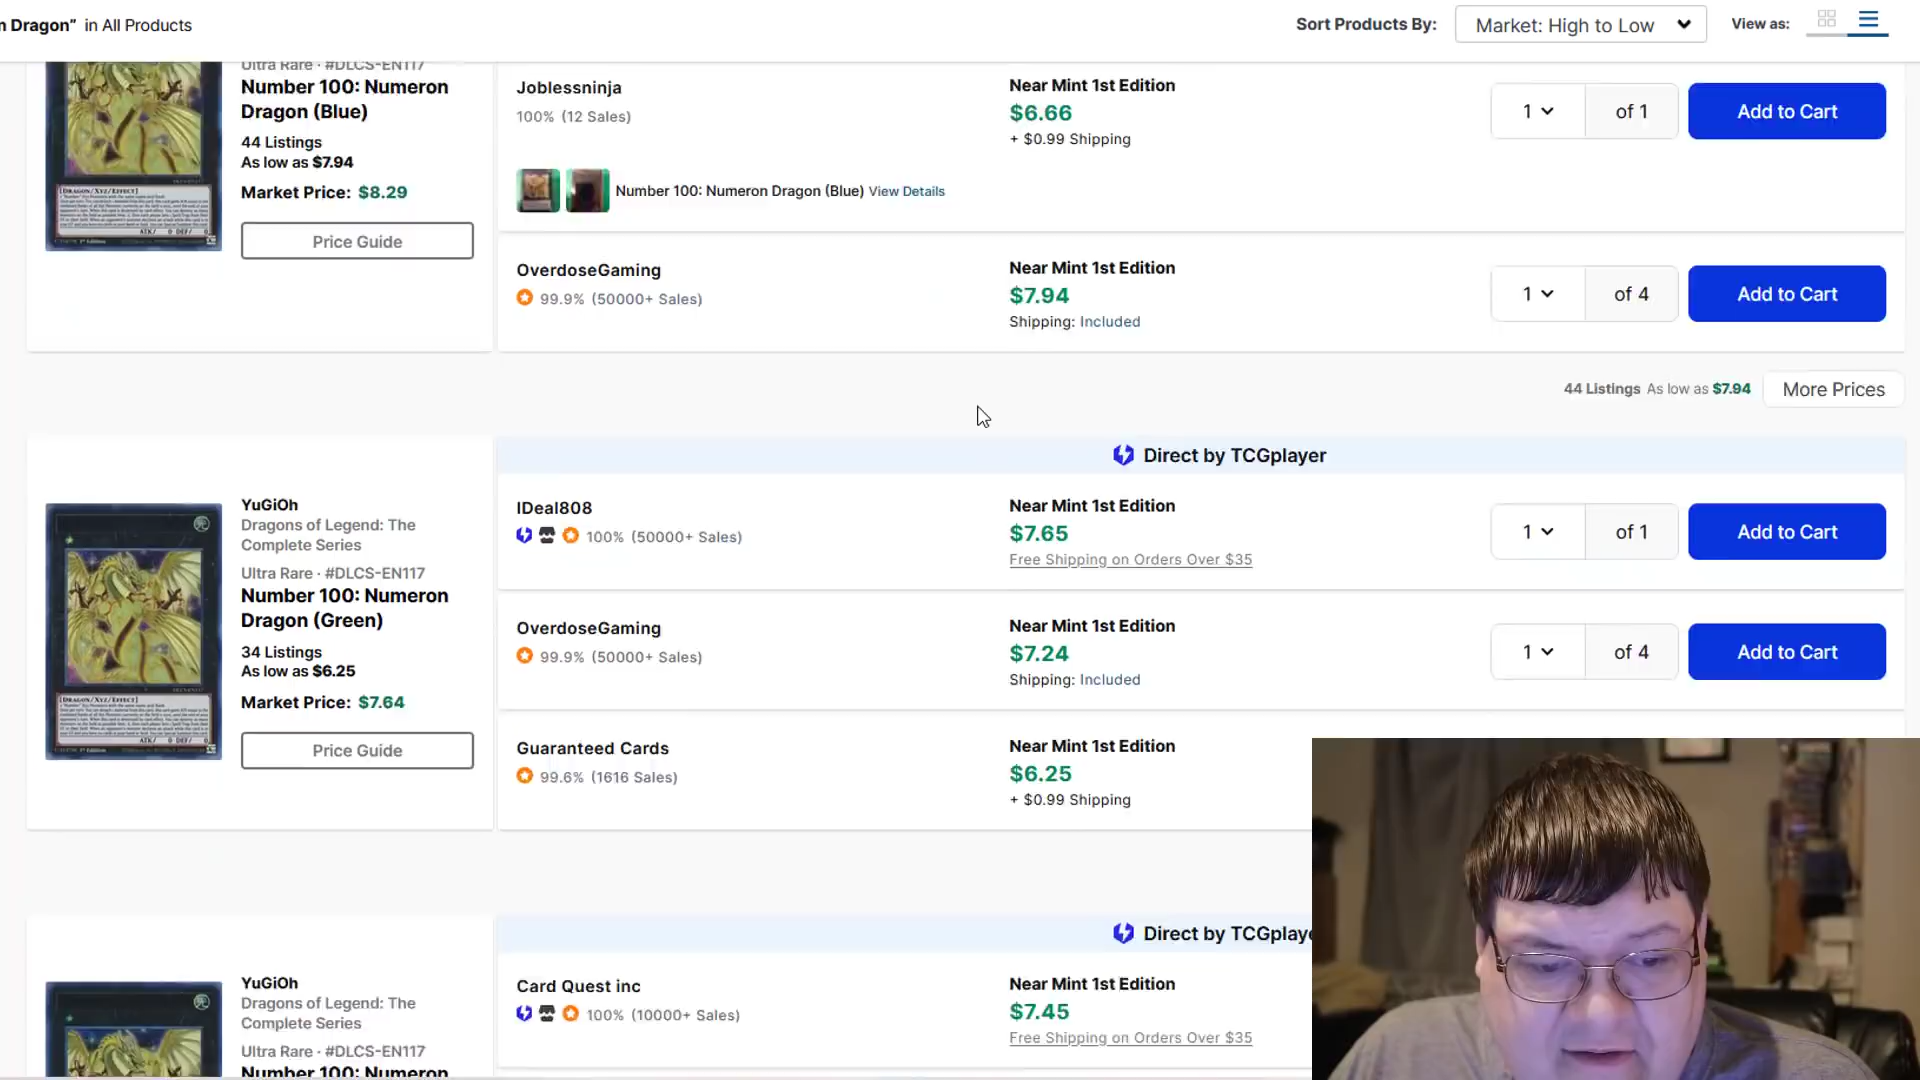 n Dragon" in All Products
Sort Products By:
Market: High to Low
View as:
Ultra Rare · #DLCS-EN117
Number 100: Numeron
Dragon (Blue)
44 Listings
As low as $7.94
Market Price: $8.29
Price Guide
Joblessninja
100% (12 Sales)
Near Mint 1st Edition
$6.66
+ $0.99 Shipping
1
of 1
Add to Cart
Number 100: Numeron Dragon (Blue) View Details
OverdoseGaming
99.9% (50000+ Sales)
Near Mint 1st Edition
$7.94
Shipping: Included
1
of 4
Add to Cart
44 Listings As low as $7.94
More Prices
YuGiOh
Dragons of Legend: The
Complete Series
Ultra Rare · #DLCS-EN117
Number 100: Numeron
Dragon (Green)
34 Listings
As low as $6.25
Market Price: $7.64
Price Guide
Direct by TCGplayer
IDeal808
100% (50000+ Sales)
Near Mint 1st Edition
$7.65
Free Shipping on Orders Over $35
1
of 1
Add to Cart
OverdoseGaming
99.9% (50000+ Sales)
Near Mint 1st Edition
$7.24
Shipping: Included
1
of 4
Add to Cart
Guaranteed Cards
99.6% (1616 Sales)
Near Mint 1st Edition
$6.25
+ $0.99 Shipping
YuGiOh
Dragons of Legend: The
Complete Series
Ultra Rare · #DLCS-EN117
Number 100: Numeron
Direct by TCGplaye
Card Quest inc
100% (10000+ Sales)
Near Mint 1st Edition
$7.45
Free Shipping on Orders Over $35